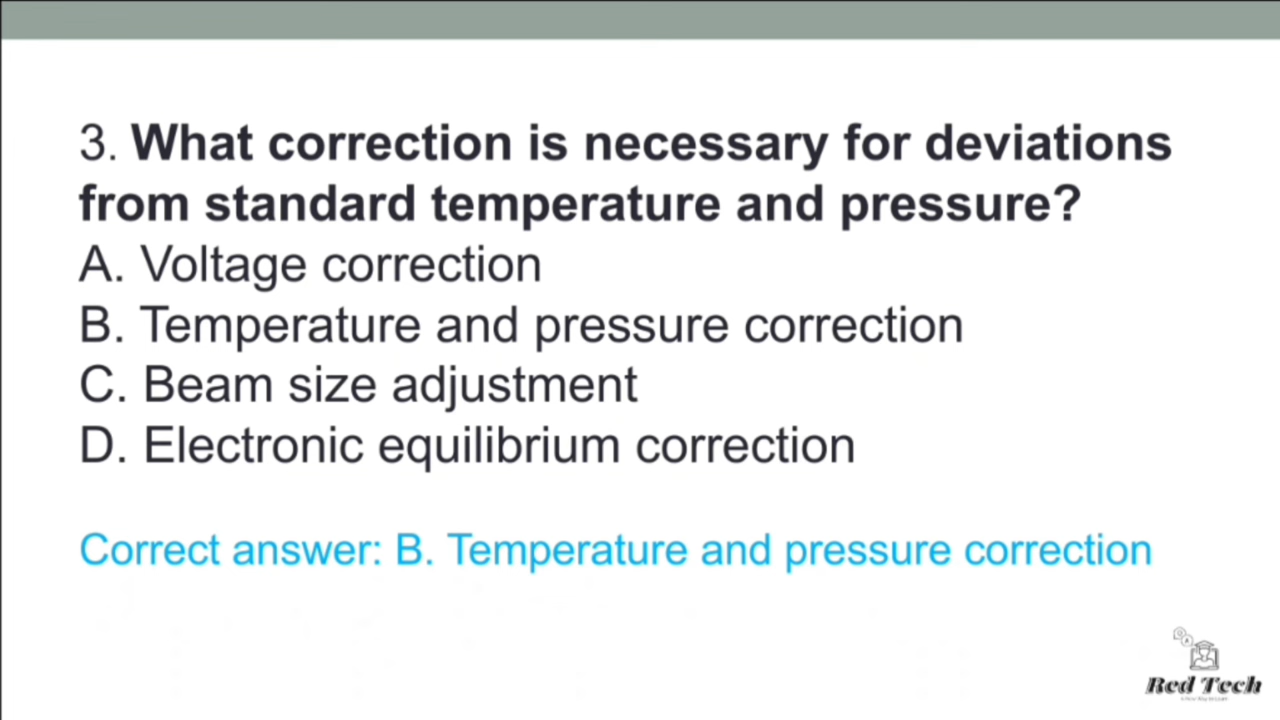 3. What correction is necessary for deviations
from standard temperature and pressure?
A. Voltage correction
B. Temperature and pressure correction
C. Beam size adjustment
D. Electronic equilibrium correction
Correct answer: B. Temperature and pressure correction
Red Tech